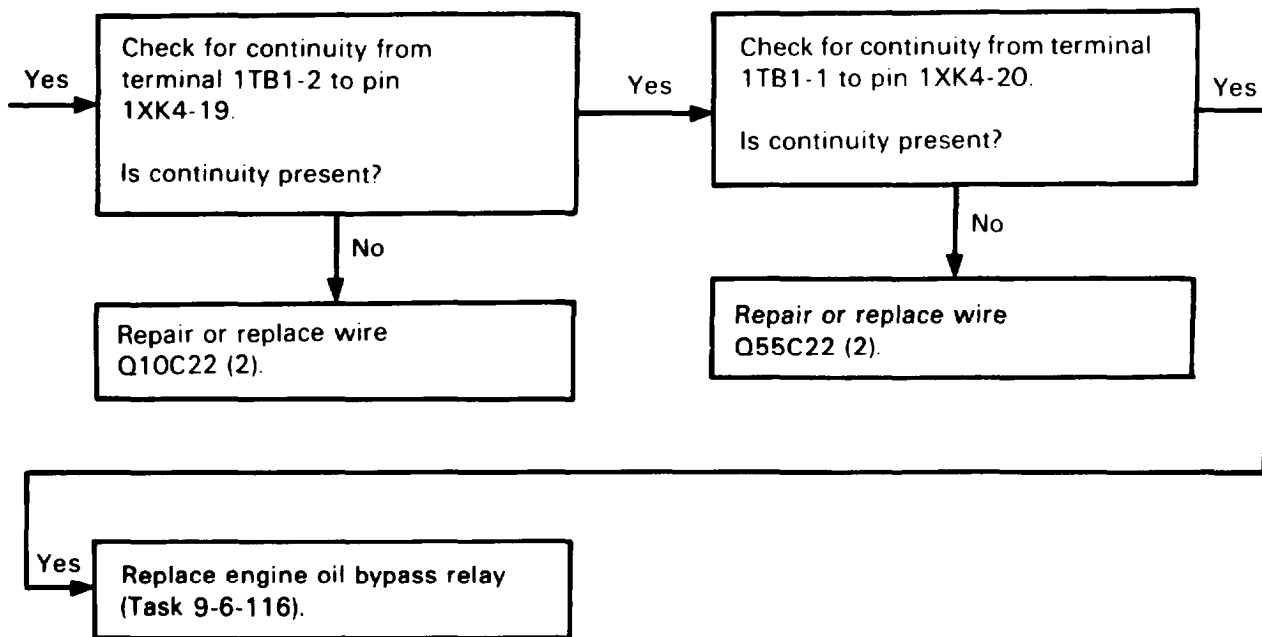 Yes
Check for continuity from
terminal 1TB1-2 to pin
1XK4-19.
Is continuity present?
Yes
Check for continuity from terminal
1TB1-1 to pin 1XK4-20.
Is continuity present?
Yes
No
Repair or replace wire
Q10C22 (2).
No
Repair or replace wire
Q55C22 (2).
Yes
Replace engine oil bypass relay
(Task 9-6-116).